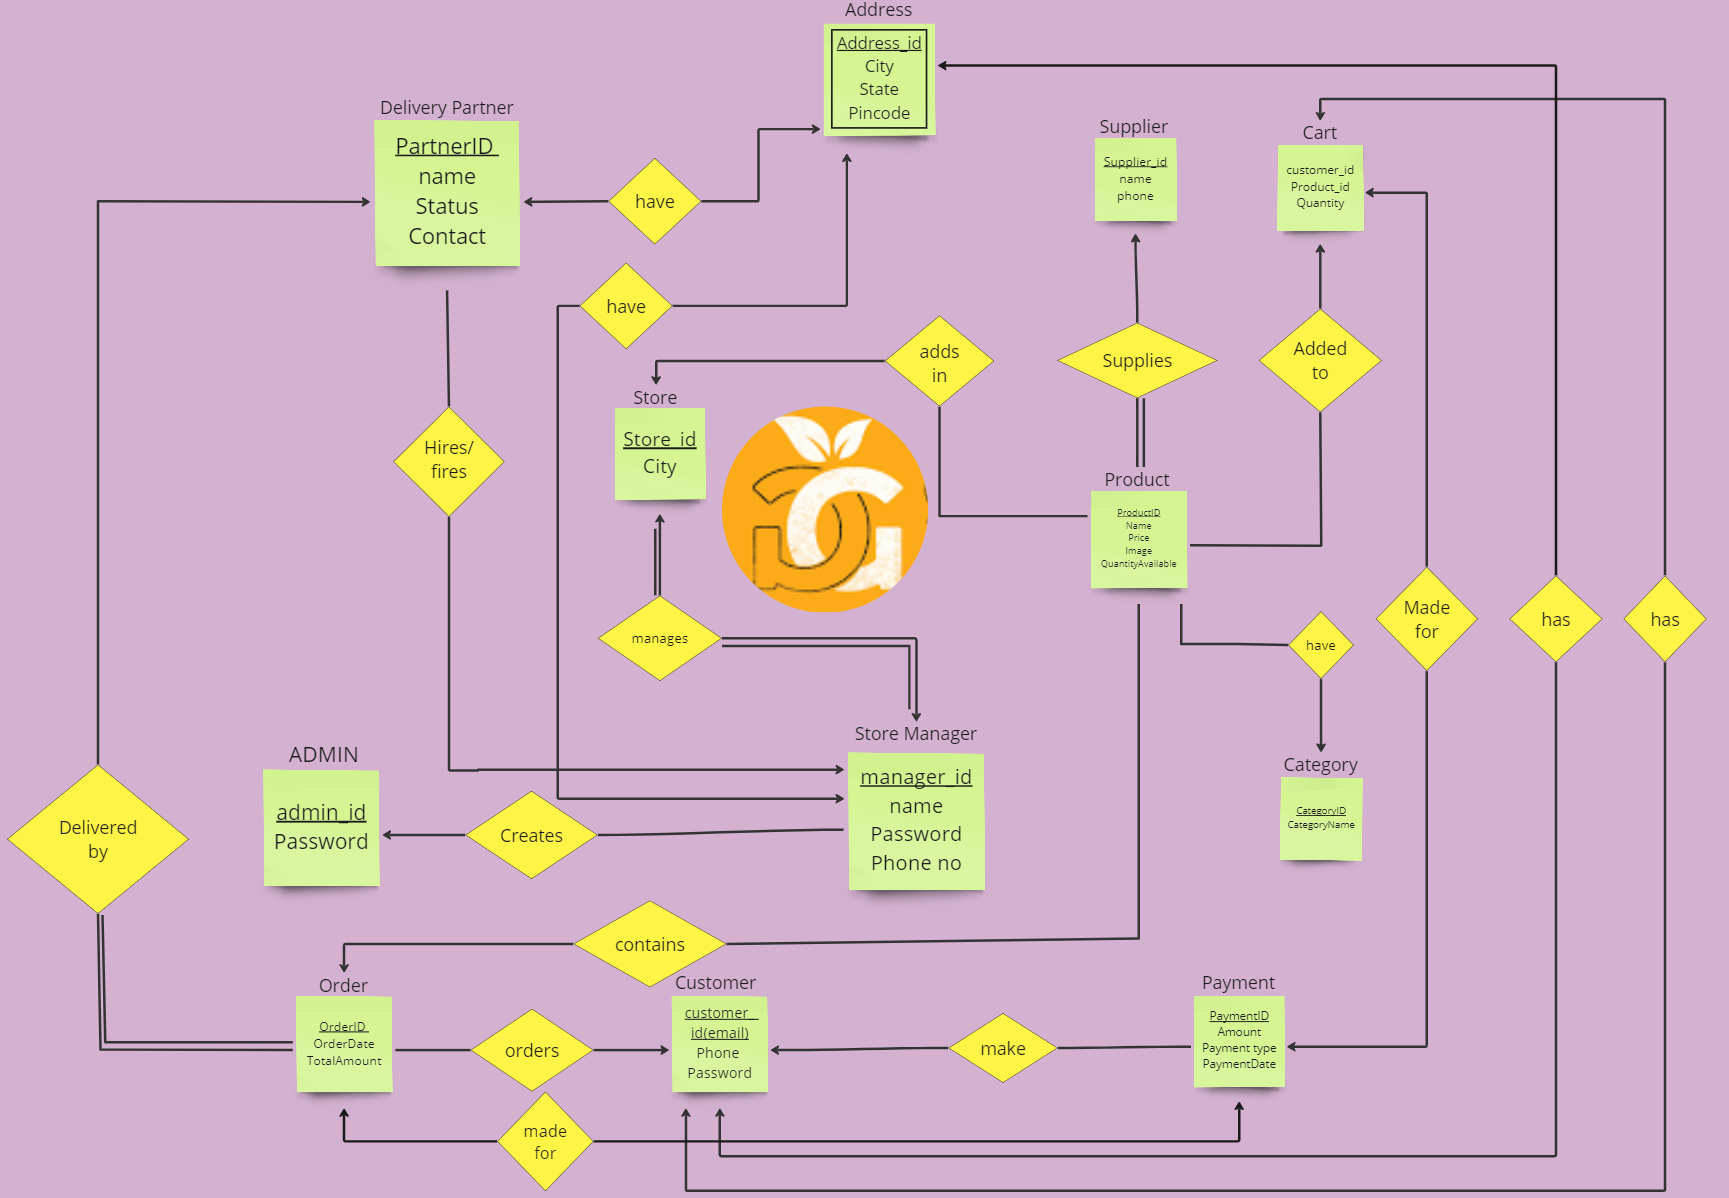 Address
Address_id
City
State
Pincode
Delivery Partner
PartnerID
name
Status
Contact
have
Supplier
Supplier_id
name
phone
Cart
customer_id
Product_id
Quantity
have
adds
in
Supplies
Added
to
Store
Store_id
City
Hires/
fires
Product
ProductID
Name
Price
Image
QuantityAvailable
manages
have
Made
for
has
has
Store Manager
manager_id
name
Password
Phone no
ADMIN
admin_id
Password
Creates
Category
CategoryID
CategoryName
Delivered
by
contains
Order
OrderID
OrderDate
TotalAmount
orders
Customer
customer_
id(email)
Phone
Password
make
Payment
PaymentID
Amount
Payment type
PaymentDate
made
for